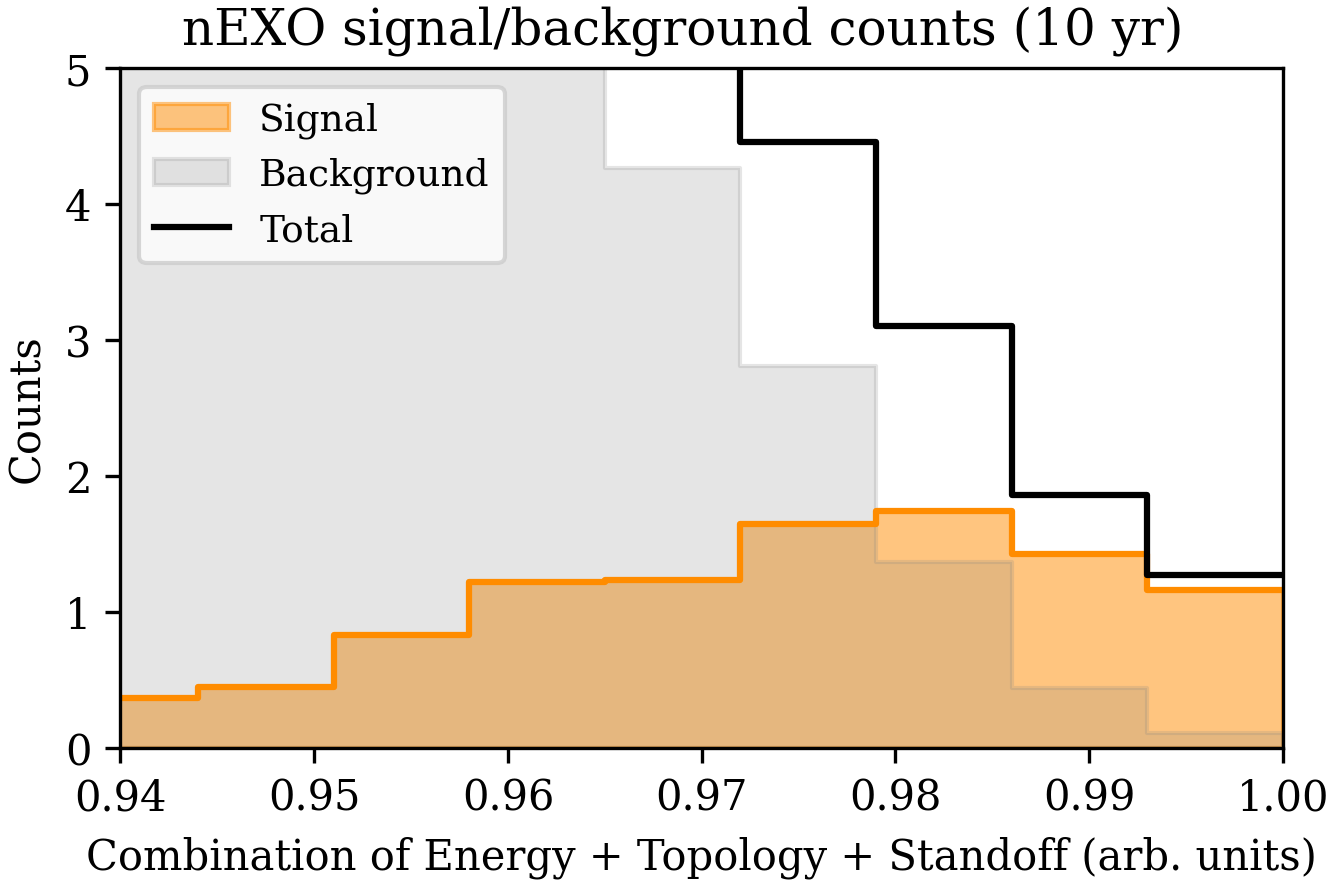 nEXO signal/background counts (10 yr)
5
4
3
2
1
0
Counts
Signal
Background
Total
0.94 0.95 0.96 0.97 0.98 0.99 1.00
Combination of Energy + Topology + Standoff (arb. units)